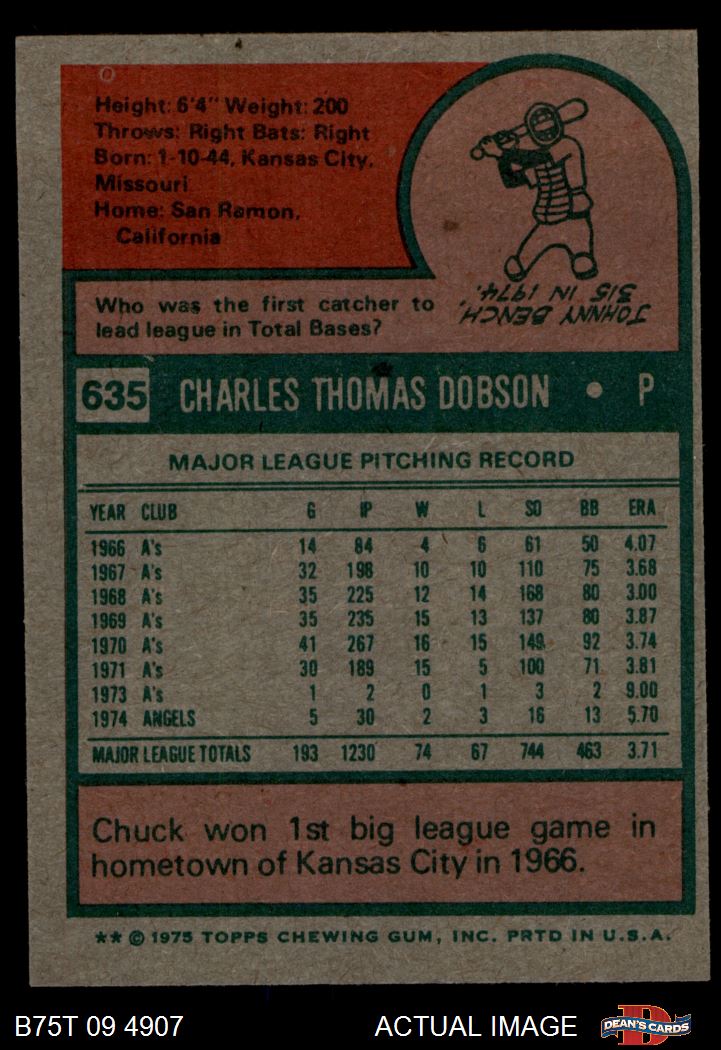 Height: 6'4" Weight: 200
Throws: Right Bats: Right
Born: 1-10-44, Kansas City,
Missouri
Home: San Ramon,
California
Who was the first catcher to
lead league in Total Bases?
JOHNNY BENCH,
315 IN 1974.
635 CHARLES THOMAS DOBSON • P
MAJOR LEAGUE PITCHING RECORD
YEAR CLUB G IP W L SO BB ERA
1966 A's 14 84 4 6 61 50 4.07
1967 A's 32 198 10 10 110 75 3.68
1968 A's 35 225 12 14 168 80 3.00
1969 A's 35 235 15 13 137 80 3.87
1970 A's 41 267 16 15 149 92 3.74
1971 A's 30 189 15 5 100 71 3.81
1973 A's 1 2 0 1 3 2 9.00
1974 ANGELS 5 30 2 3 16 13 5.70
MAJOR LEAGUE TOTALS 193 1230 74 67 744 463 3.71
Chuck won 1st big league game in
hometown of Kansas City in 1966.
** © 1975 TOPPS CHEWING GUM, INC. PRTD IN U.S.A.
B75T 09 4907 ACTUAL IMAGE D DEAN'S CARDS